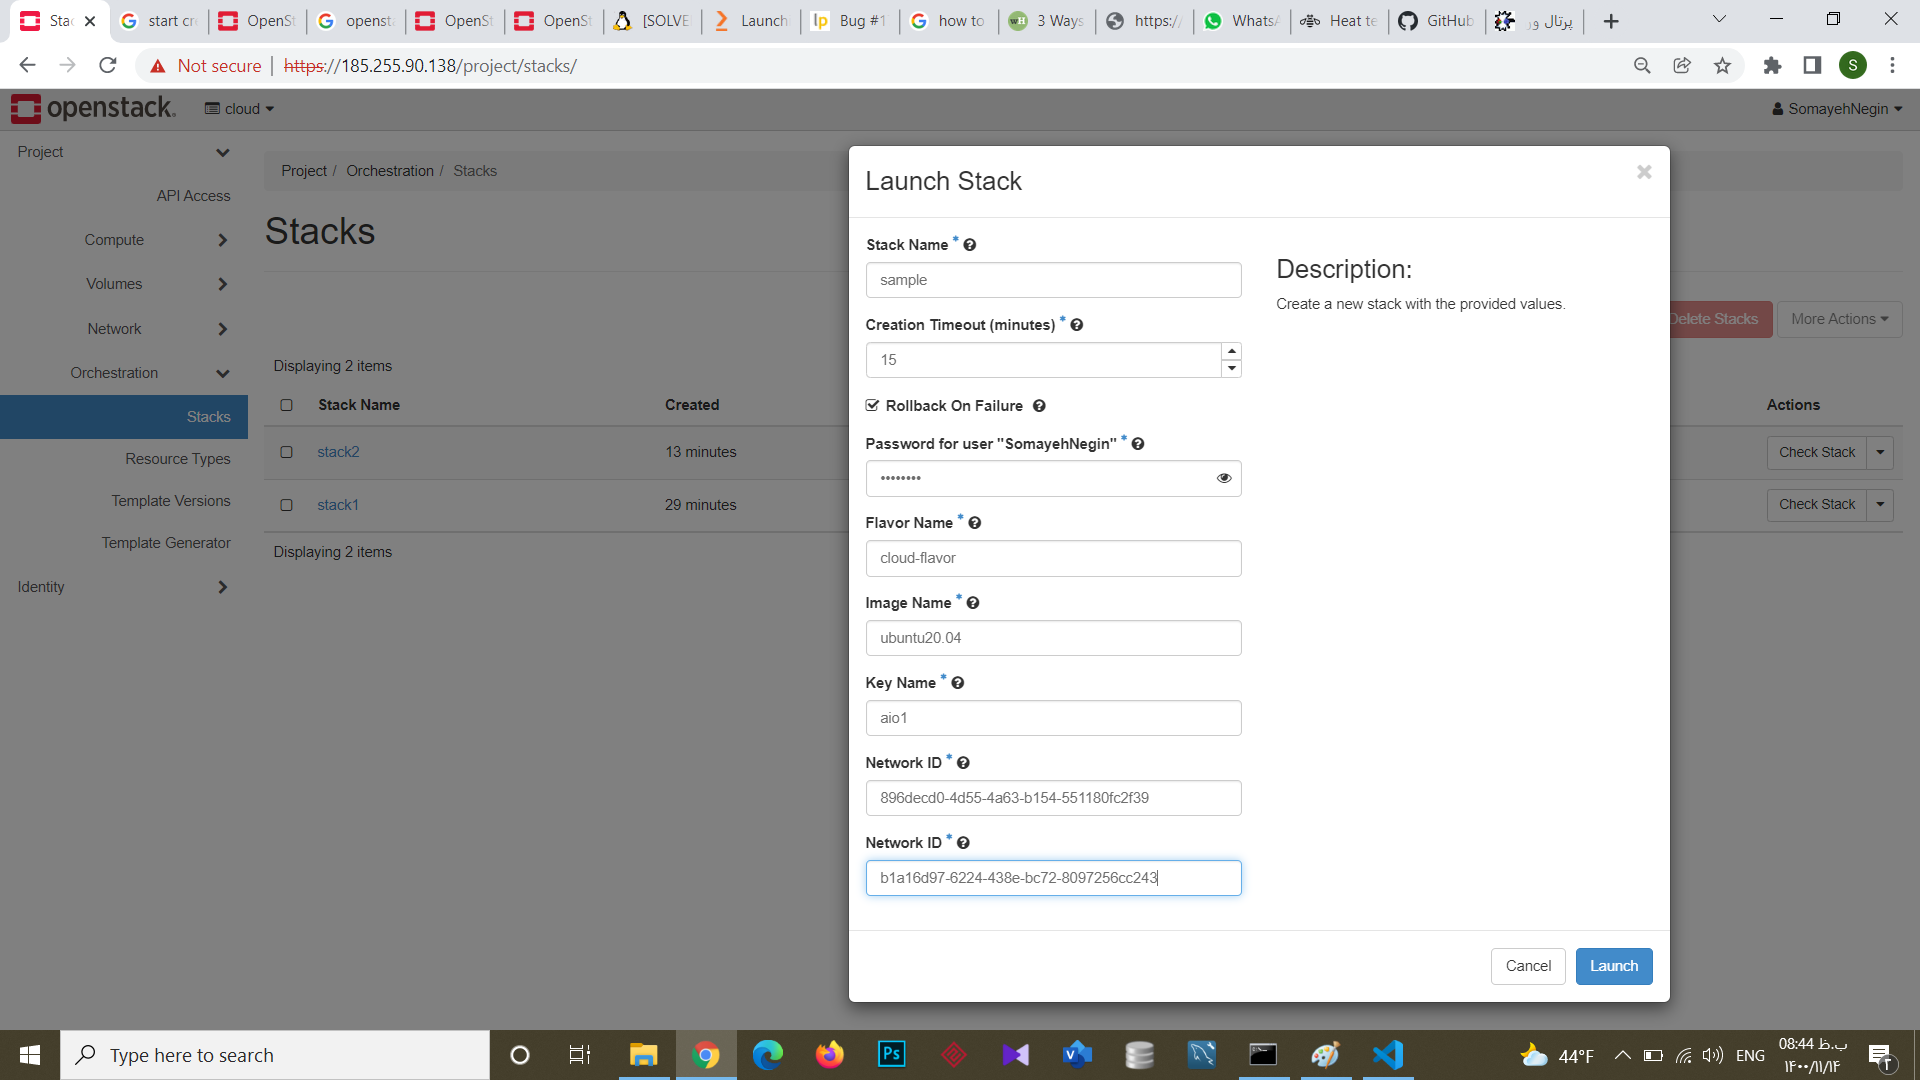 Stac
start cre
OpenSt
openst
OpenSt
OpenSt
[SOLVE
Launch
lp Bug #1
how to
wH 3 Ways
https:/
WhatsA
Heat te
GitHub
پرتال ور
Not secure https://185.255.90.138/project/stacks/
S
openstack. cloud
SomayehNegin
Project
API Access
Compute
Volumes
Network
Orchestration
Stacks
Resource Types
Template Versions
Template Generator
Identity
Project / Orchestration / Stacks
Stacks
Delete Stacks More Actions
Displaying 2 items
Stack Name Created Actions
stack2 13 minutes Check Stack
stack1 29 minutes Check Stack
Displaying 2 items
Launch Stack
Stack Name *
sample
Creation Timeout (minutes) *
15
Rollback On Failure
Password for user "SomayehNegin" *
••••••••
Flavor Name *
cloud-flavor
Image Name *
ubuntu20.04
Key Name *
aio1
Network ID *
896decd0-4d55-4a63-b154-551180fc2f39
Network ID *
b1a16d97-6224-438e-bc72-8097256cc243
Description:
Create a new stack with the provided values.
Cancel Launch
Type here to search
Ps
44°F
ENG
08:44 ب.ظ
۱۴۰۰/۱۱/۱۴
۲